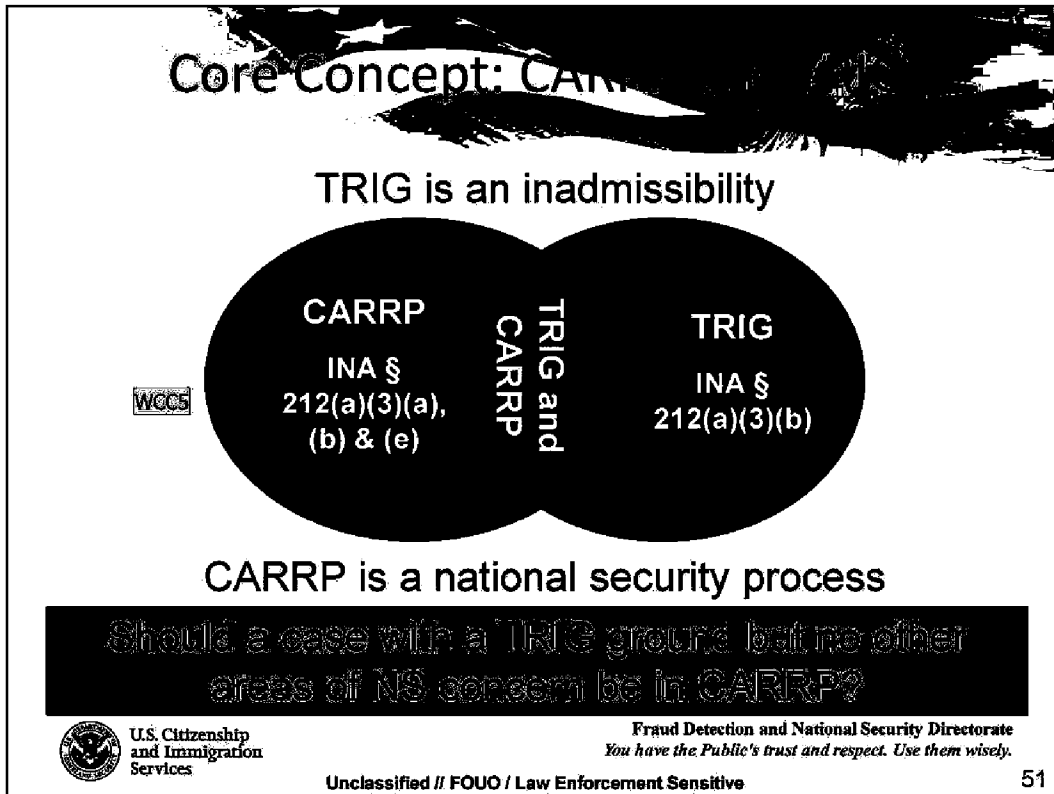 Core Concept: CAR
TRIG is an inadmissibility
CARRP
INA §
212(a)(3)(a),
(b) & (e)
TRIG and
CARRP
TRIG
INA §
212(a)(3)(b)
WCC5
CARRP is a national security process
Should a case with a TRIG ground but no other
areas of NS concern be in CARRP?
U.S. Citizenship
and Immigration
Services
Fraud Detection and National Security Directorate
You have the Public's trust and respect. Use them wisely.
Unclassified // FOUO / Law Enforcement Sensitive
51